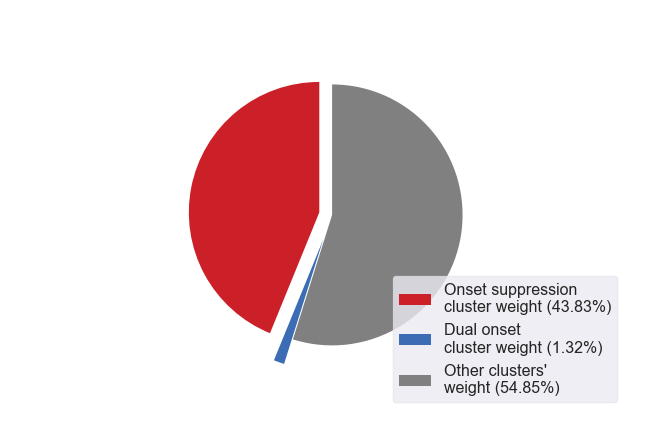 Onset suppression
cluster weight (43.83%)
Dual onset
cluster weight (1.32%)
Other clusters'
weight (54.85%)